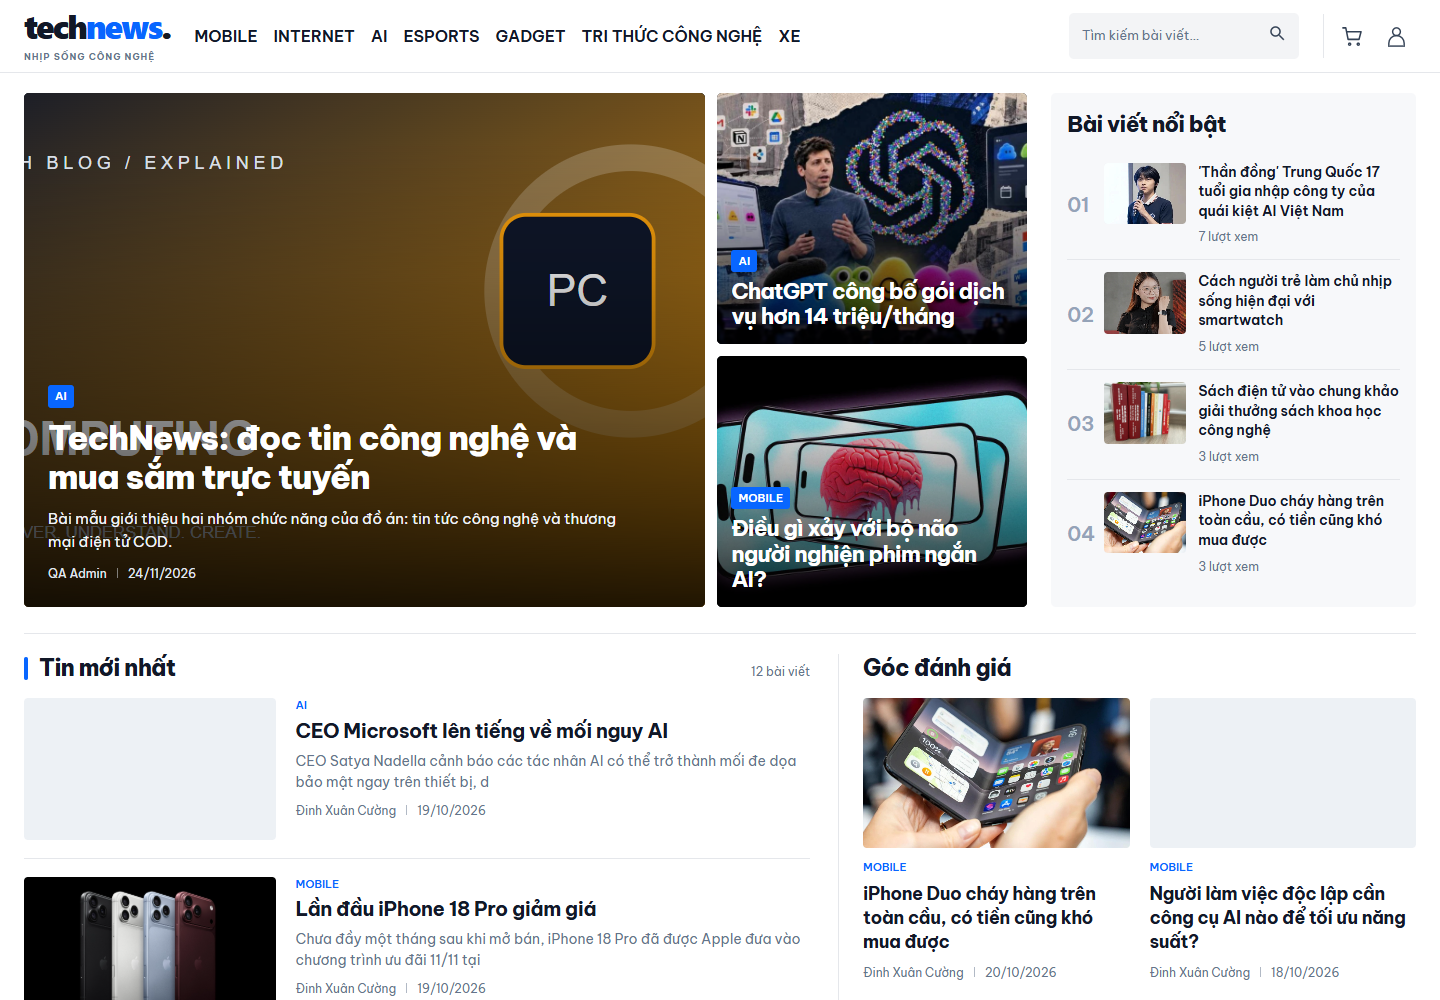 technews.
NHỊP SỐNG CÔNG NGHỆ
MOBILE INTERNET AI ESPORTS GADGET TRI THỨC CÔNG NGHỆ XE
Tìm kiếm bài viết...
H BLOG / EXPLAINED
PC
AI
OMPUTING
TechNews: đọc tin công nghệ và
mua sắm trực tuyến
Bài mẫu giới thiệu hai nhóm chức năng của đồ án: tin tức công nghệ và thương
VER. UNDERSTAND. CREATE.
mại điện tử COD.
QA Admin | 24/11/2026
AI
ChatGPT công bố gói dịch
vụ hơn 14 triệu/tháng
MOBILE
Điều gì xảy với bộ não
người nghiện phim ngắn
AI?
Bài viết nổi bật
01
'Thần đồng' Trung Quốc 17
tuổi gia nhập công ty của
quái kiệt AI Việt Nam
7 lượt xem
02
Cách người trẻ làm chủ nhịp
sống hiện đại với
smartwatch
5 lượt xem
03
Sách điện tử vào chung khảo
giải thưởng sách khoa học
công nghệ
3 lượt xem
04
iPhone Duo cháy hàng trên
toàn cầu, có tiền cũng khó
mua được
3 lượt xem
Tin mới nhất
12 bài viết
AI
CEO Microsoft lên tiếng về mối nguy AI
CEO Satya Nadella cảnh báo các tác nhân AI có thể trở thành mối đe dọa
bảo mật ngay trên thiết bị, d
Đinh Xuân Cường | 19/10/2026
MOBILE
Lần đầu iPhone 18 Pro giảm giá
Chưa đầy một tháng sau khi mở bán, iPhone 18 Pro đã được Apple đưa vào
chương trình ưu đãi 11/11 tại
Đinh Xuân Cường | 19/10/2026
Góc đánh giá
100%
MOBILE
iPhone Duo cháy hàng trên
toàn cầu, có tiền cũng khó
mua được
Đinh Xuân Cường | 20/10/2026
MOBILE
Người làm việc độc lập cần
công cụ AI nào để tối ưu năng
suất?
Đinh Xuân Cường | 18/10/2026